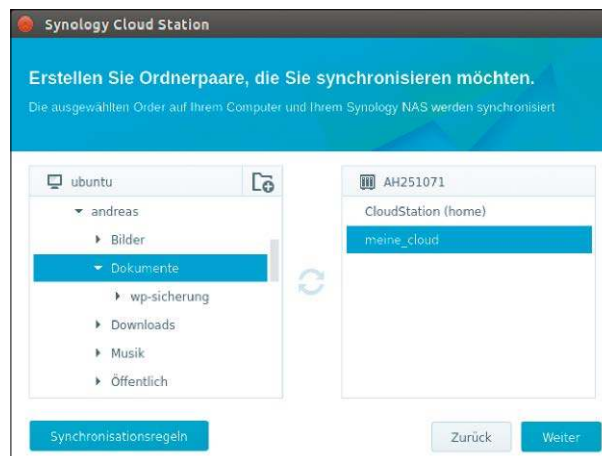 Synology Cloud Station
Erstellen Sie Ordnerpaare, die Sie synchronisieren möchten.
Die ausgewählten Order auf Ihrem Computer und Ihrem Synology NAS werden synchronisiert
ubuntu
andreas
Bilder
Dokumente
wp-sicherung
Downloads
Musik
Öffentlich
AH251071
CloudStation (home)
meine_cloud
Synchronisationsregeln
Zurück
Weiter